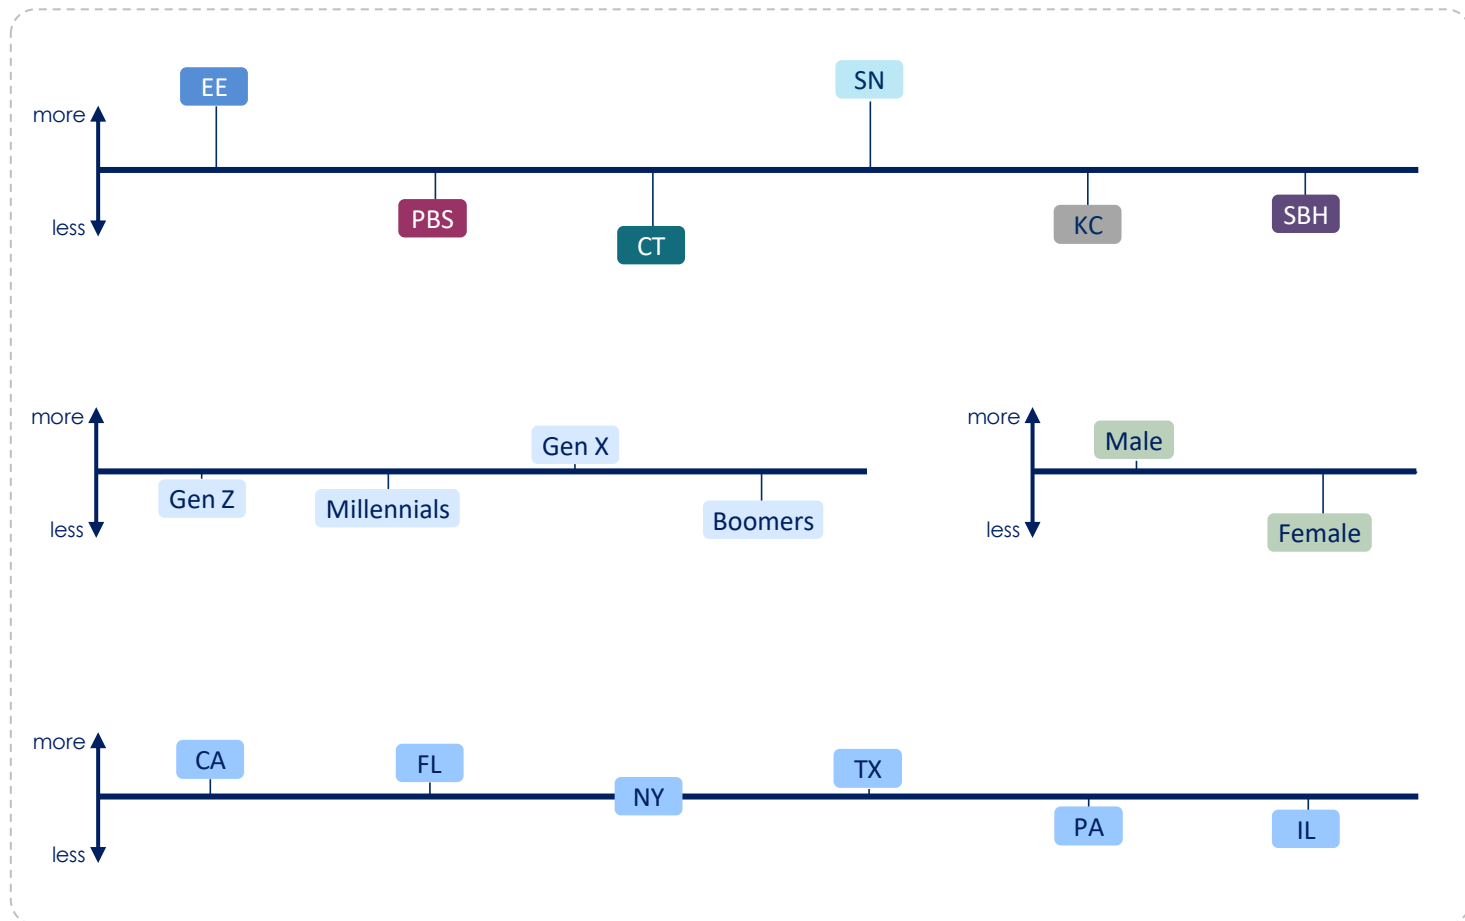 EE
SN
more
less
PBS
CT
KC
SBH
more
less
Gen Z
Millennials
Gen X
Boomers
more
less
Male
Female
more
less
CA
FL
NY
TX
PA
IL